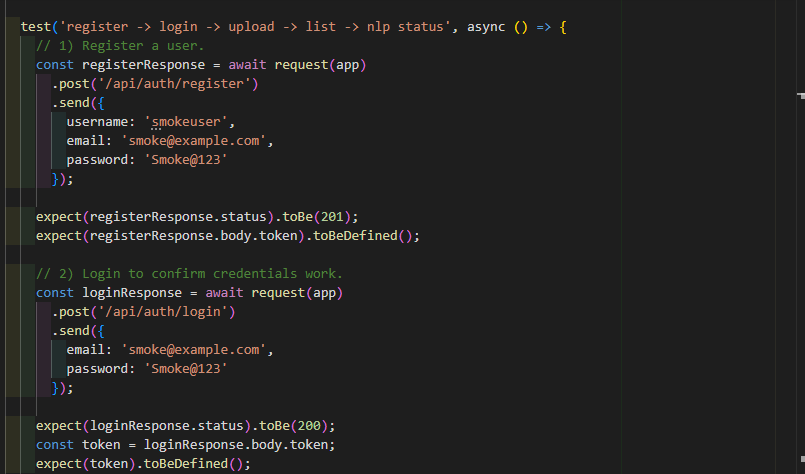 test('register -> login -> upload -> list -> nlp status', async () => {
// 1) Register a user.
const registerResponse = await request(app)
.post('/api/auth/register')
.send({
username: 'smokeuser',
email: 'smoke@example.com',
password: 'Smoke@123'
});
expect(registerResponse.status).toBe(201);
expect(registerResponse.body.token).toBeDefined();
// 2) Login to confirm credentials work.
const loginResponse = await request(app)
.post('/api/auth/login')
.send({
email: 'smoke@example.com',
password: 'Smoke@123'
});
expect(loginResponse.status).toBe(200);
const token = loginResponse.body.token;
expect(token).toBeDefined();